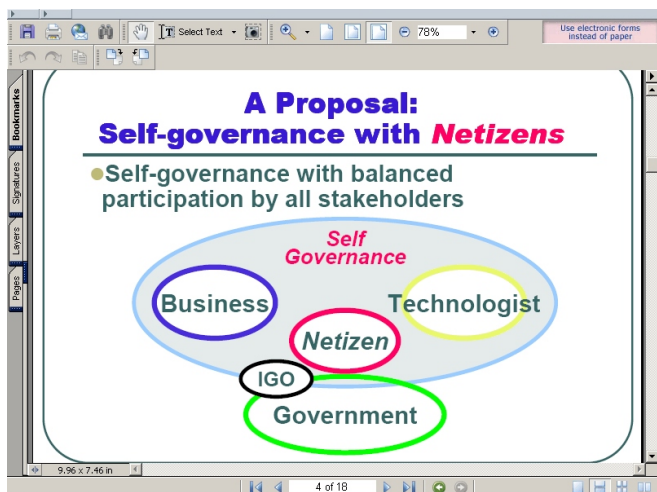 Select Text
78%
Use electronic forms
instead of paper
Bookmarks
Signatures
Layers
Pages
A Proposal:
Self-governance with Netizens
Self-governance with balanced
participation by all stakeholders
Self
Governance
Business
Technologist
Netizen
IGO
Government
9.96 x 7.46 in
4 of 18